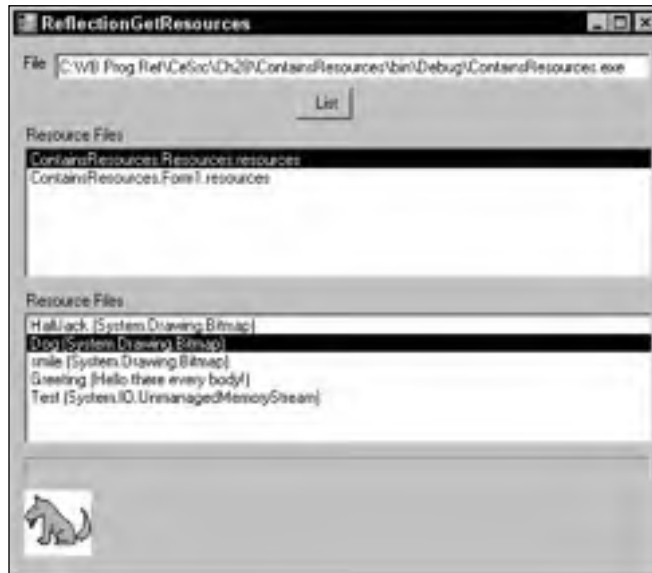 ReflectionGetResources
File C:\VB Prog Ref\CeSrc\Ch28\ContainsResources\bin\Debug\ContainsResources.exe
List
Resource Files
ContainsResources.Resources.resources
ContainsResources.Form1.resources
Resource Files
(System.Drawing.Bitmap)
Dog (System.Drawing.Bitmap)
smile (System.Drawing.Bitmap)
Greeting (Hello there every body!)
Test (System.IO.UnmanagedMemoryStream)